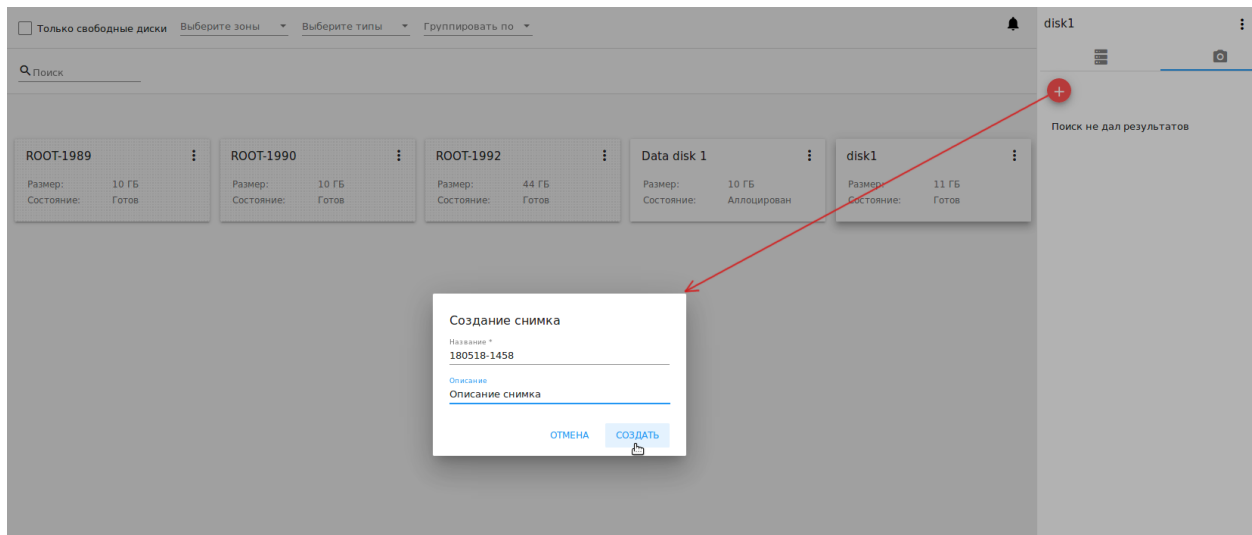 Только свободные диски Выберите зоны Выберите типы Группировать по
disk1
Поиск
Поиск не дал результатов
ROOT-1989
Размер: 10 ГБ
Состояние: Готов
ROOT-1990
Размер: 10 ГБ
Состояние: Готов
ROOT-1992
Размер: 44 ГБ
Состояние: Готов
Data disk 1
Размер: 10 ГБ
Состояние: Аллоцирован
disk1
Размер: 11 ГБ
Состояние: Готов
Создание снимка
Название *
180518-1458
Описание
Описание снимка
ОТМЕНА СОЗДАТЬ